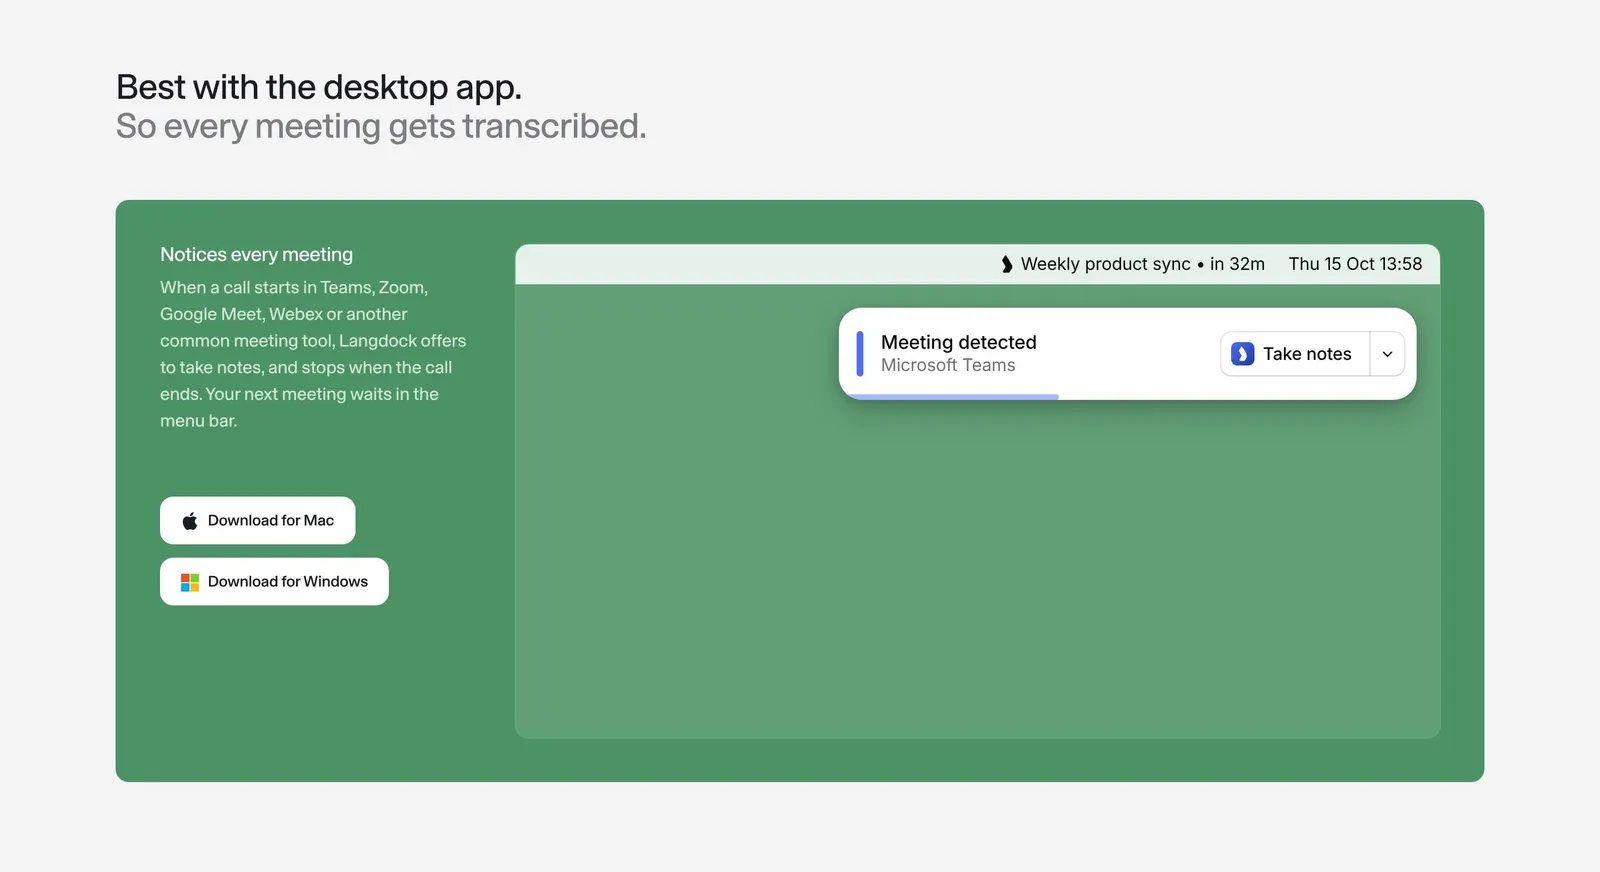 Best with the desktop app.
So every meeting gets transcribed.
Notices every meeting
When a call starts in Teams, Zoom,
Google Meet, Webex or another
common meeting tool, Langdock offers
to take notes, and stops when the call
ends. Your next meeting waits in the
menu bar.
Download for Mac
Download for Windows
Weekly product sync • in 32m Thu 15 Oct 13:58
Meeting detected
Microsoft Teams
Take notes